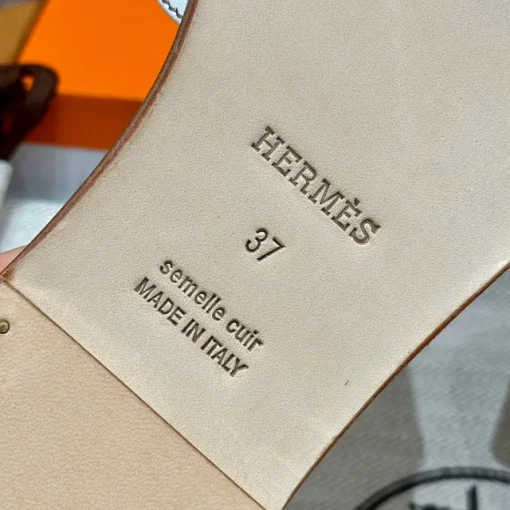 HERMÈS
37
semelle cuir
MADE IN ITALY